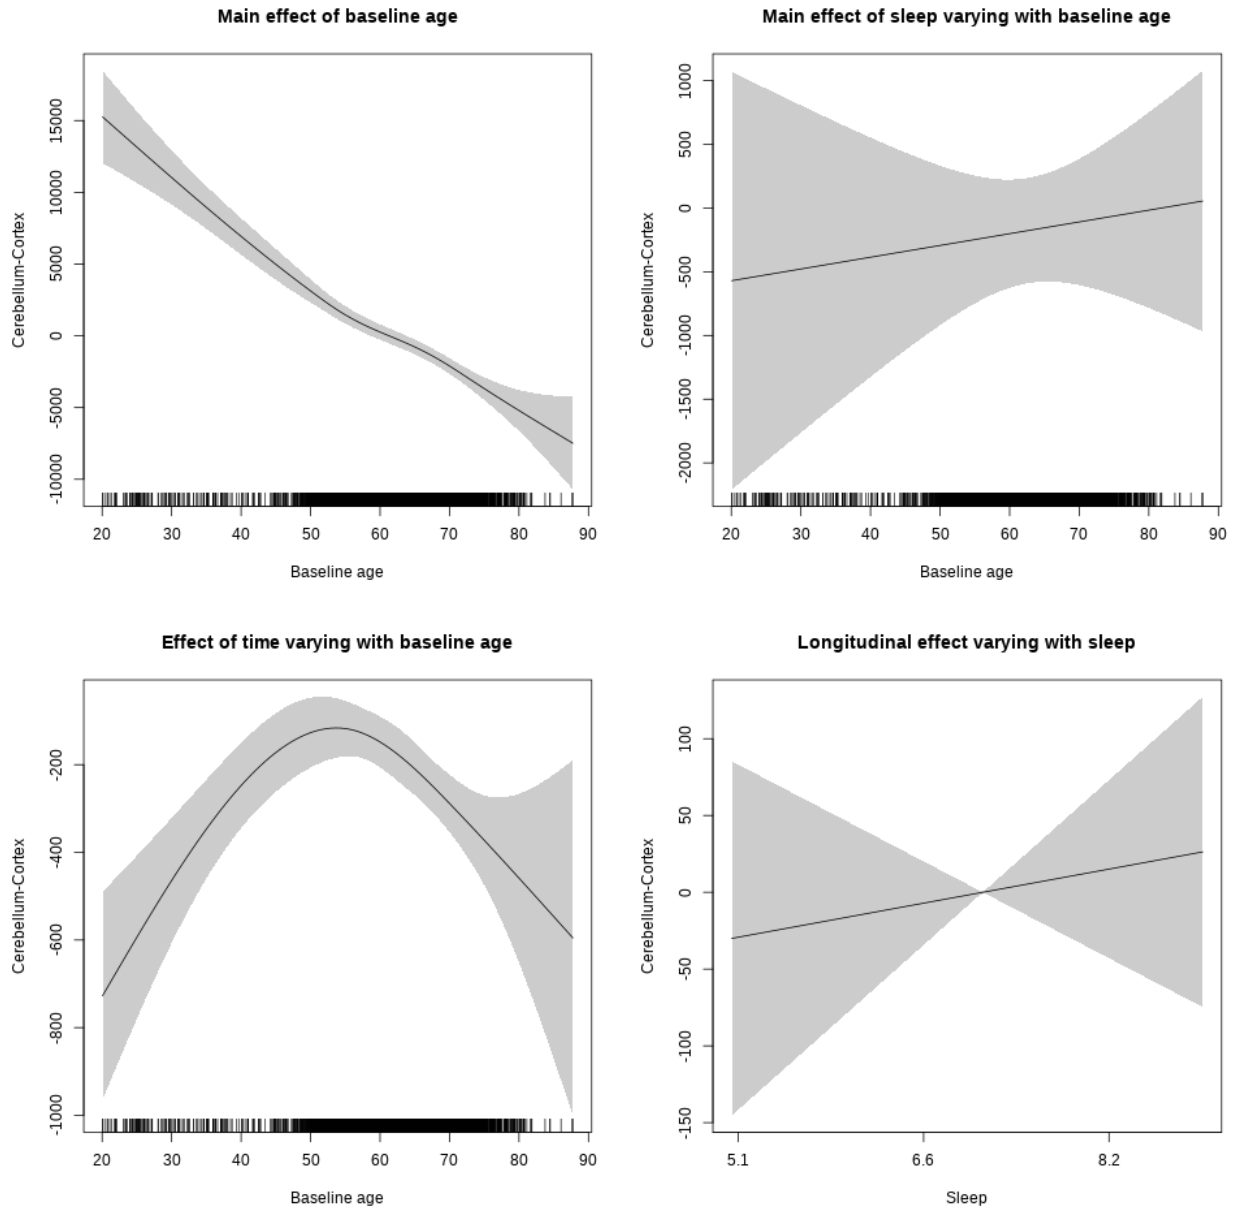 Main effect of baseline age
Cerebellum-Cortex
15000
10000
5000
0
-5000
-10000
20 30 40 50 60 70 80 90
Baseline age
Main effect of sleep varying with baseline age
Cerebellum-Cortex
1000
500
0
-500
-1000
-1500
-2000
20 30 40 50 60 70 80 90
Baseline age
Effect of time varying with baseline age
Cerebellum-Cortex
-200
-400
-600
-800
-1000
20 30 40 50 60 70 80 90
Baseline age
Longitudinal effect varying with sleep
Cerebellum-Cortex
100
50
0
-50
-100
-150
5.1 6.6 8.2
Sleep